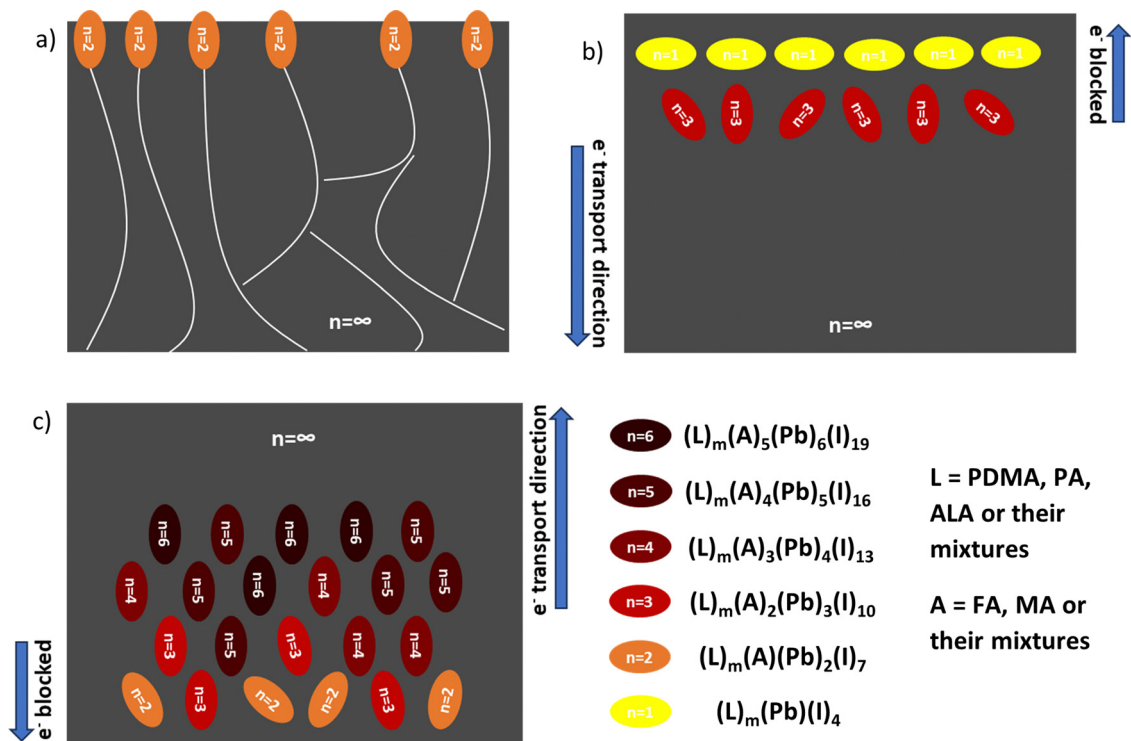 a)
n=2 n=2 n=2 n=2 n=2 n=2
n=∞
b)
n=1 n=1 n=1 n=1 n=1 n=1
n=3 n=3 n=3 n=3 n=3 n=3
n=∞
e⁻ blocked
e⁻ transport direction
c)
n=∞
n=6 n=5 n=6 n=6 n=5
n=4 n=5 n=6 n=4 n=5 n=5
n=3 n=5 n=3 n=4 n=4
n=2 n=3 n=2 n=2 n=3 n=2
e⁻ blocked
e⁻ transport direction
n=6 (L)ₘ(A)₅(Pb)₆(I)₁₉
n=5 (L)ₘ(A)₄(Pb)₅(I)₁₆
n=4 (L)ₘ(A)₃(Pb)₄(I)₁₃
n=3 (L)ₘ(A)₂(Pb)₃(I)₁₀
n=2 (L)ₘ(A)(Pb)₂(I)₇
n=1 (L)ₘ(Pb)(I)₄
L = PDMA, PA,
ALA or their
mixtures
A = FA, MA or
their mixtures